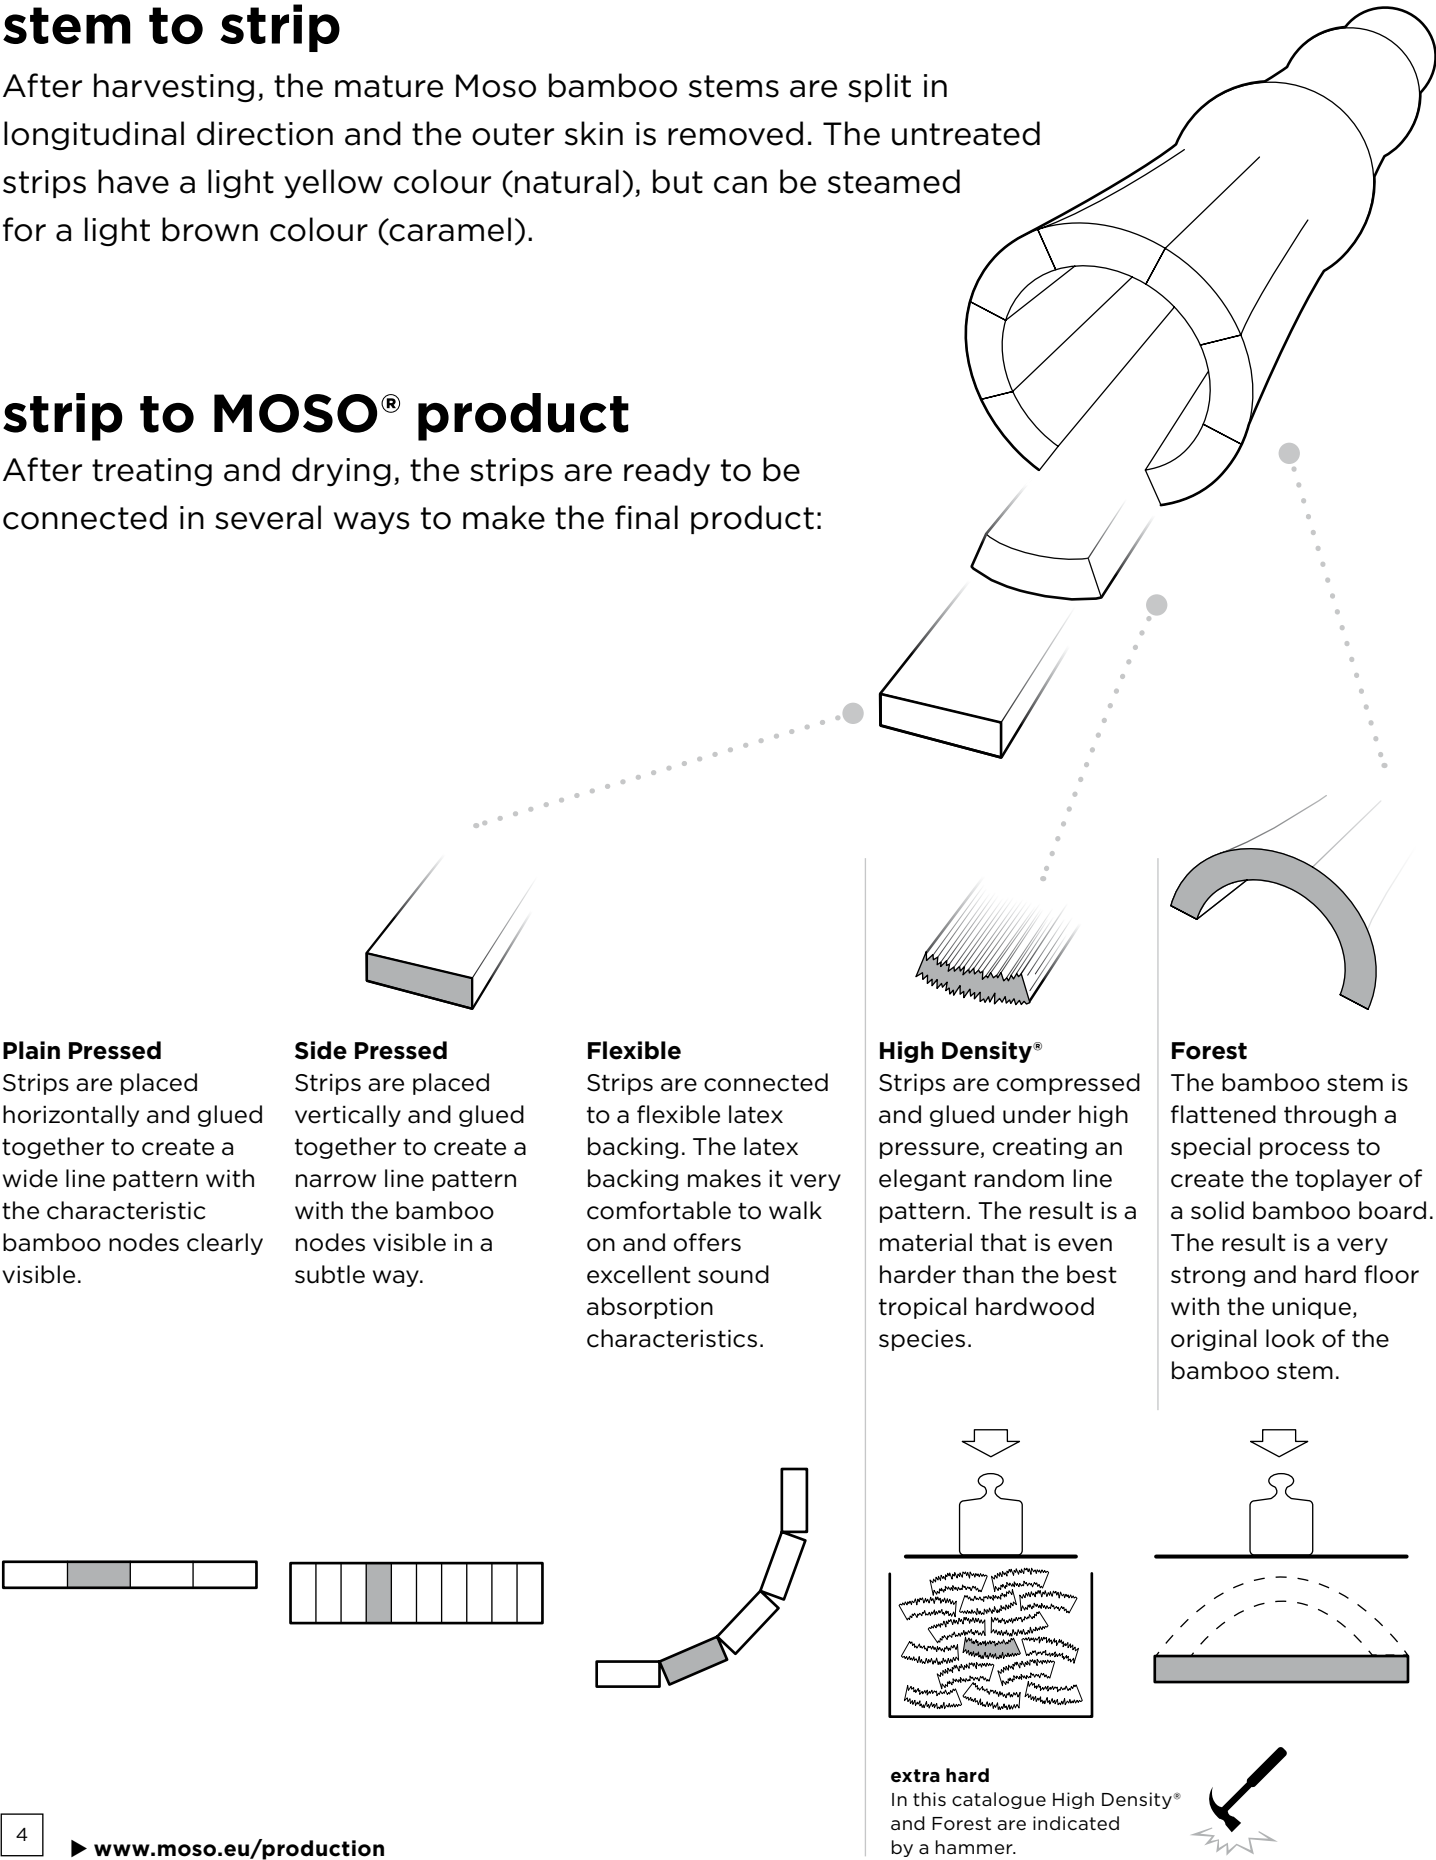 stem to strip
After harvesting, the mature Moso bamboo stems are split in
longitudinal direction and the outer skin is removed. The untreated
strips have a light yellow colour (natural), but can be steamed
for a light brown colour (caramel).
strip to MOSO® product
After treating and drying, the strips are ready to be
connected in several ways to make the final product:
Plain Pressed
Strips are placed
horizontally and glued
together to create a
wide line pattern with
the characteristic
bamboo nodes clearly
visible.
Side Pressed
Strips are placed
vertically and glued
together to create a
narrow line pattern
with the bamboo
nodes visible in a
subtle way.
Flexible
Strips are connected
to a flexible latex
backing. The latex
backing makes it very
comfortable to walk
on and offers
excellent sound
absorption
characteristics.
High Density®
Strips are compressed
and glued under high
pressure, creating an
elegant random line
pattern. The result is a
material that is even
harder than the best
tropical hardwood
species.
Forest
The bamboo stem is
flattened through a
special process to
create the toplayer of
a solid bamboo board.
The result is a very
strong and hard floor
with the unique,
original look of the
bamboo stem.
extra hard
In this catalogue High Density®
and Forest are indicated
by a hammer.
4
▶ www.moso.eu/production